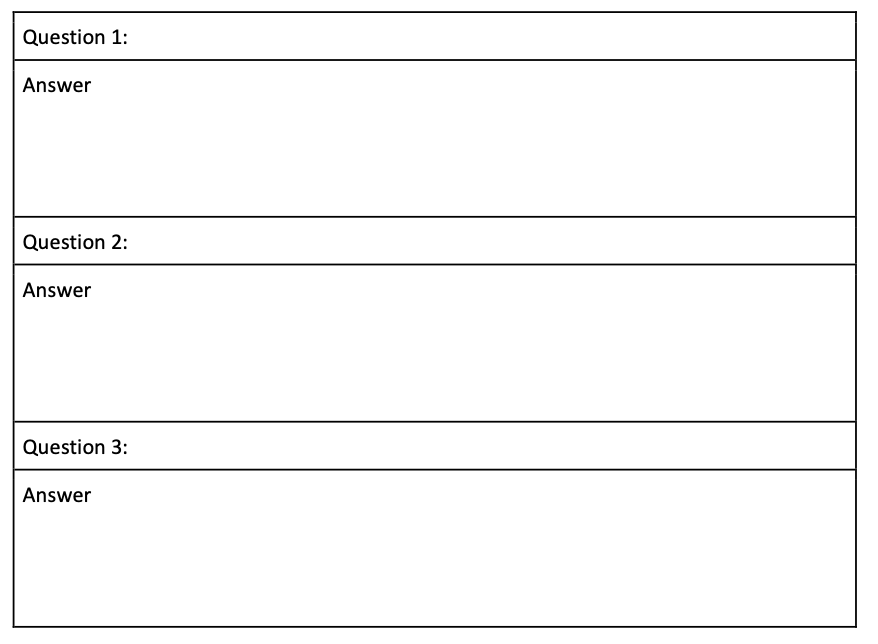 Question 1:
Answer
Question 2:
Answer
Question 3:
Answer